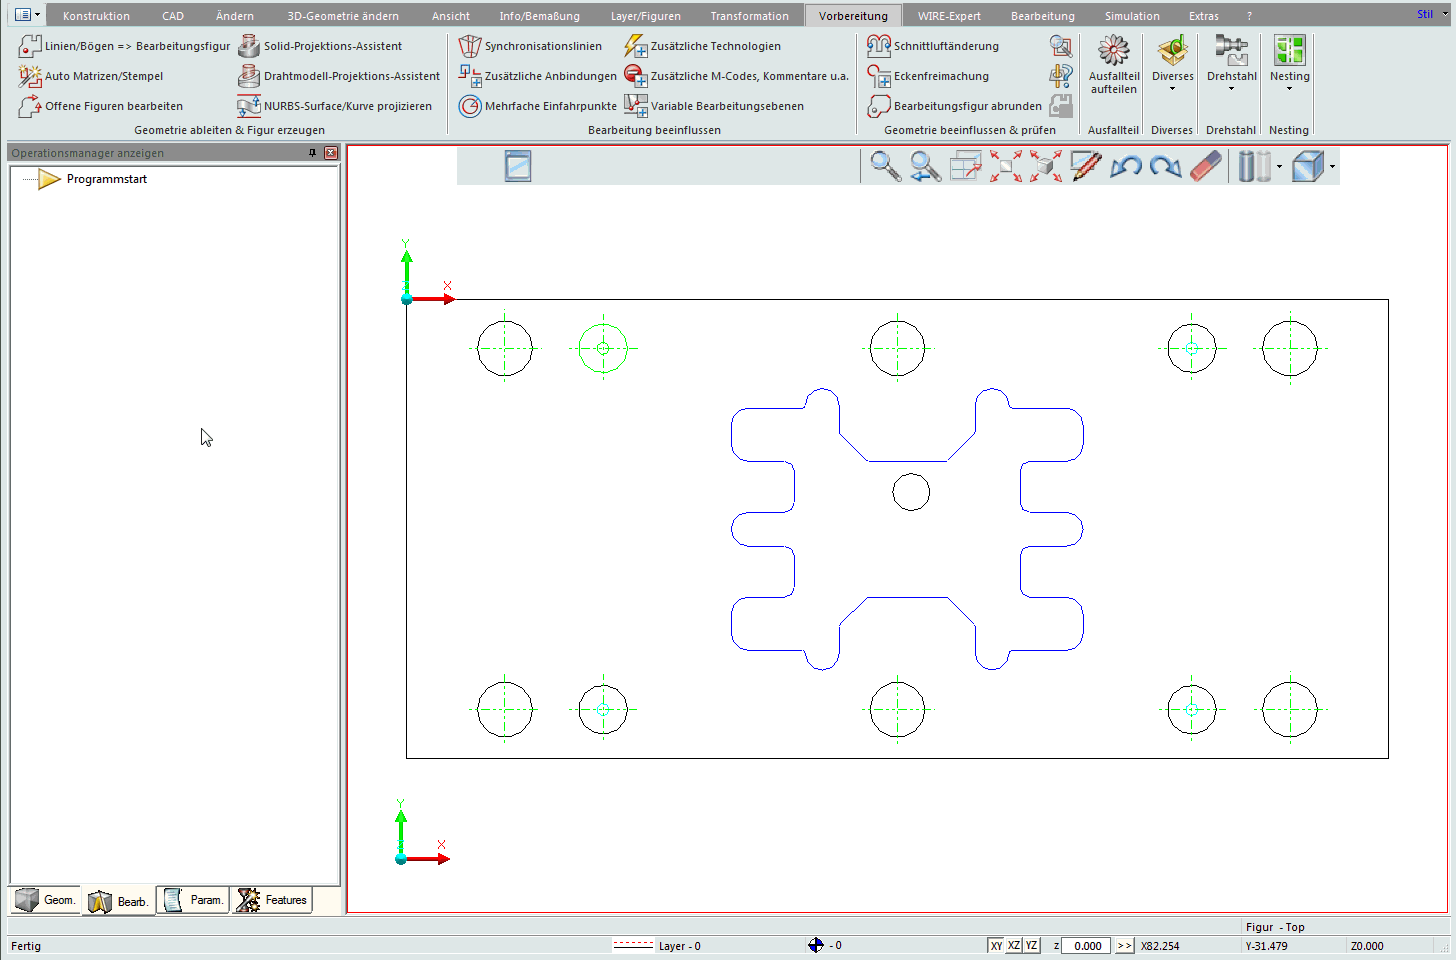 Konstruktion CAD Ändern 3D-Geometrie ändern Ansicht Info/Bemaßung Layer/Figuren Transformation Vorbereitung WIRE-Expert Bearbeitung Simulation Extras ? Stil
Linien/Bögen => Bearbeitungsfigur Solid-Projektions-Assistent Synchronisationslinien Zusätzliche Technologien Schnittluftänderung
Auto Matrizen/Stempel Drahtmodell-Projektions-Assistent Zusätzliche Anbindungen Zusätzliche M-Codes, Kommentare u.a. Eckenfreimachung Ausfallteil Diverses Drehstahl Nesting
aufteilen
Offene Figuren bearbeiten NURBS-Surface/Kurve projizieren Mehrfache Einfahrpunkte Variable Bearbeitungsebenen Bearbeitungsfigur abrunden
Geometrie ableiten & Figur erzeugen Bearbeitung beeinflussen Geometrie beeinflussen & prüfen Ausfallteil Diverses Drehstahl Nesting
Operationsmanager anzeigen
Programmstart
Y
X
Y
X
Geom. Bearb. Param. Features
Figur - Top
Fertig Layer - 0 - 0 XY XZ YZ z 0.000 >> X82.254 Y-31.479 Z0.000